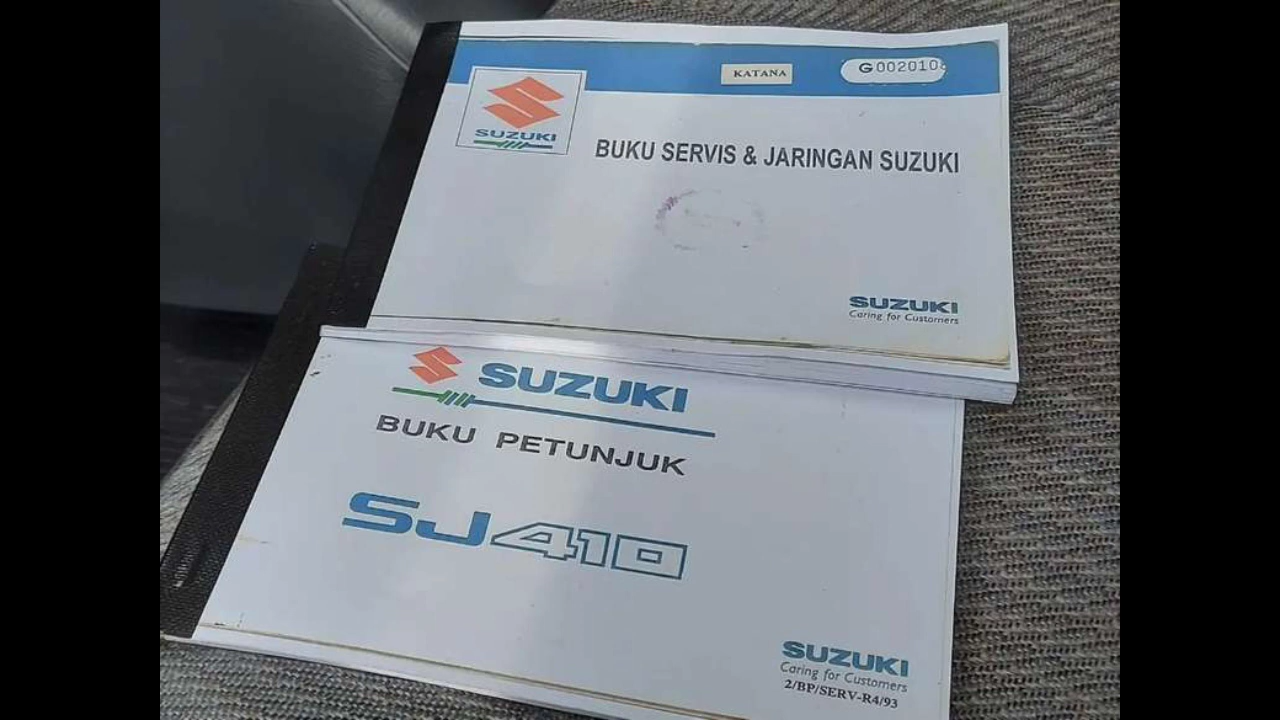 KATANA
G 002010
SUZUKI
BUKU SERVIS & JARINGAN SUZUKI
SUZUKI
Caring for Customers
SUZUKI
BUKU PETUNJUK
SJ410
SUZUKI
Caring for Customers
2/BP/SERV-R4/93